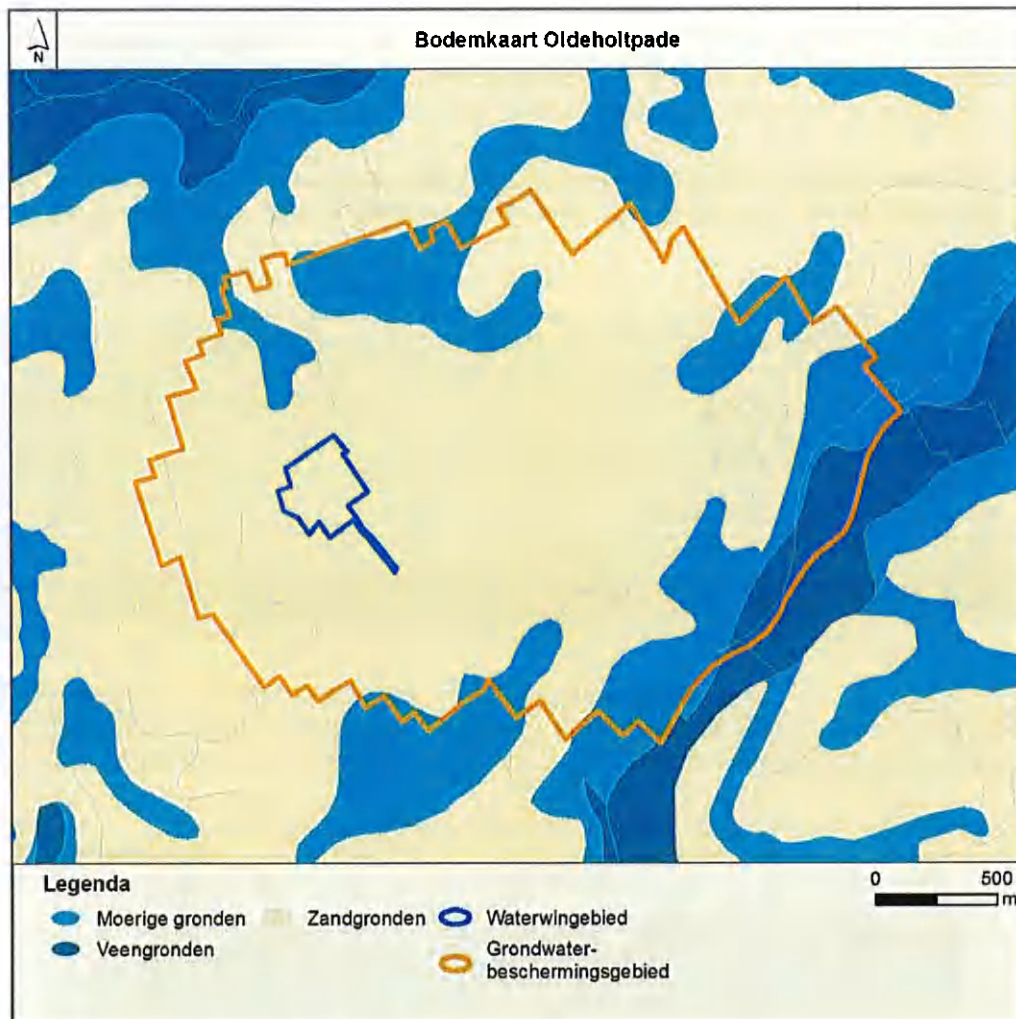 N
Bodemkaart Oldeholtpade
Legenda
Moerige gronden
Zandgronden
Waterwingebied
Veengronden
Grondwater-
beschermingsgebied
0 500
m